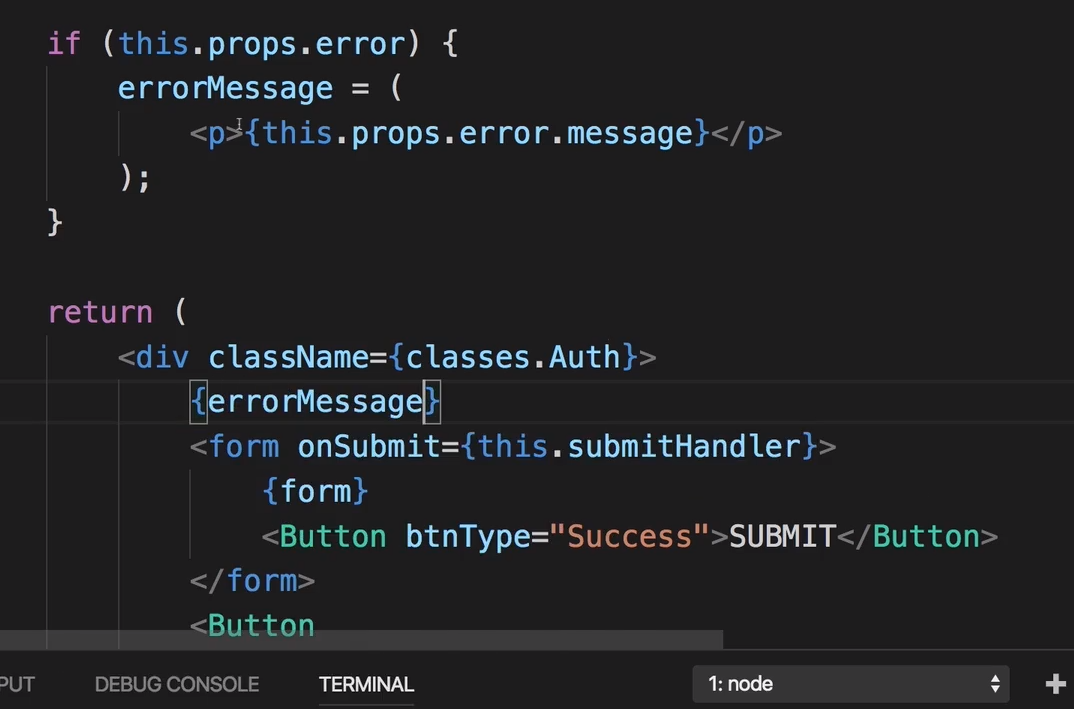 if (this.props.error) {
errorMessage = (
<p>{this.props.error.message}</p>
);
}
return (
<div className={classes.Auth}>
{errorMessage}
<form onSubmit={this.submitHandler}>
{form}
<Button btnType="Success">SUBMIT</Button>
</form>
<Button
PUT DEBUG CONSOLE TERMINAL 1: node